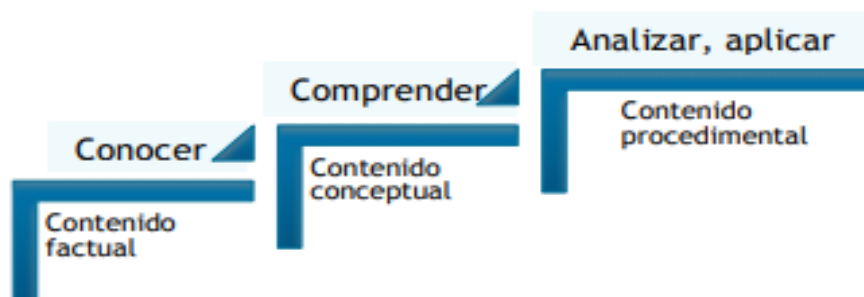 Analizar, aplicar
Contenido
procedimental
Comprender
Contenido
conceptual
Conocer
Contenido
factual